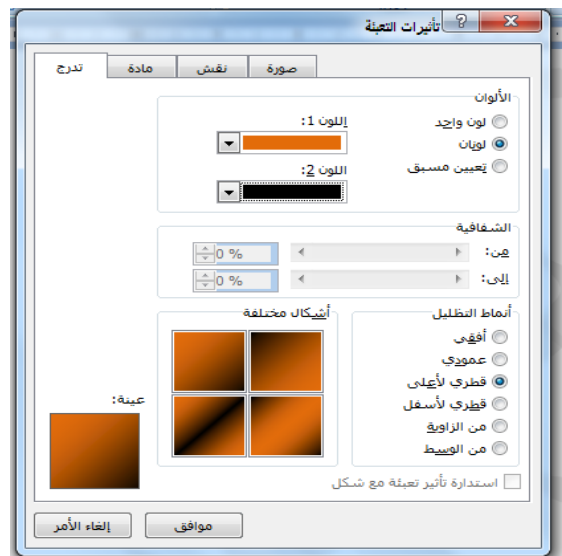 تأثيرات التعبئة
تدرج مادة نقش صورة
الألوان
لون واحد
لونان
تعيين مسبق
اللون 1:
اللون 2:
الشفافية
من:
0 %
إلى:
0 %
أنماط التظليل
أفقي
عمودي
قطري لأعلى
قطري لأسفل
من الزاوية
من الوسط
أشكال مختلفة
عينة:
استدارة تأثير تعبئة مع شكل
موافق
إلغاء الأمر